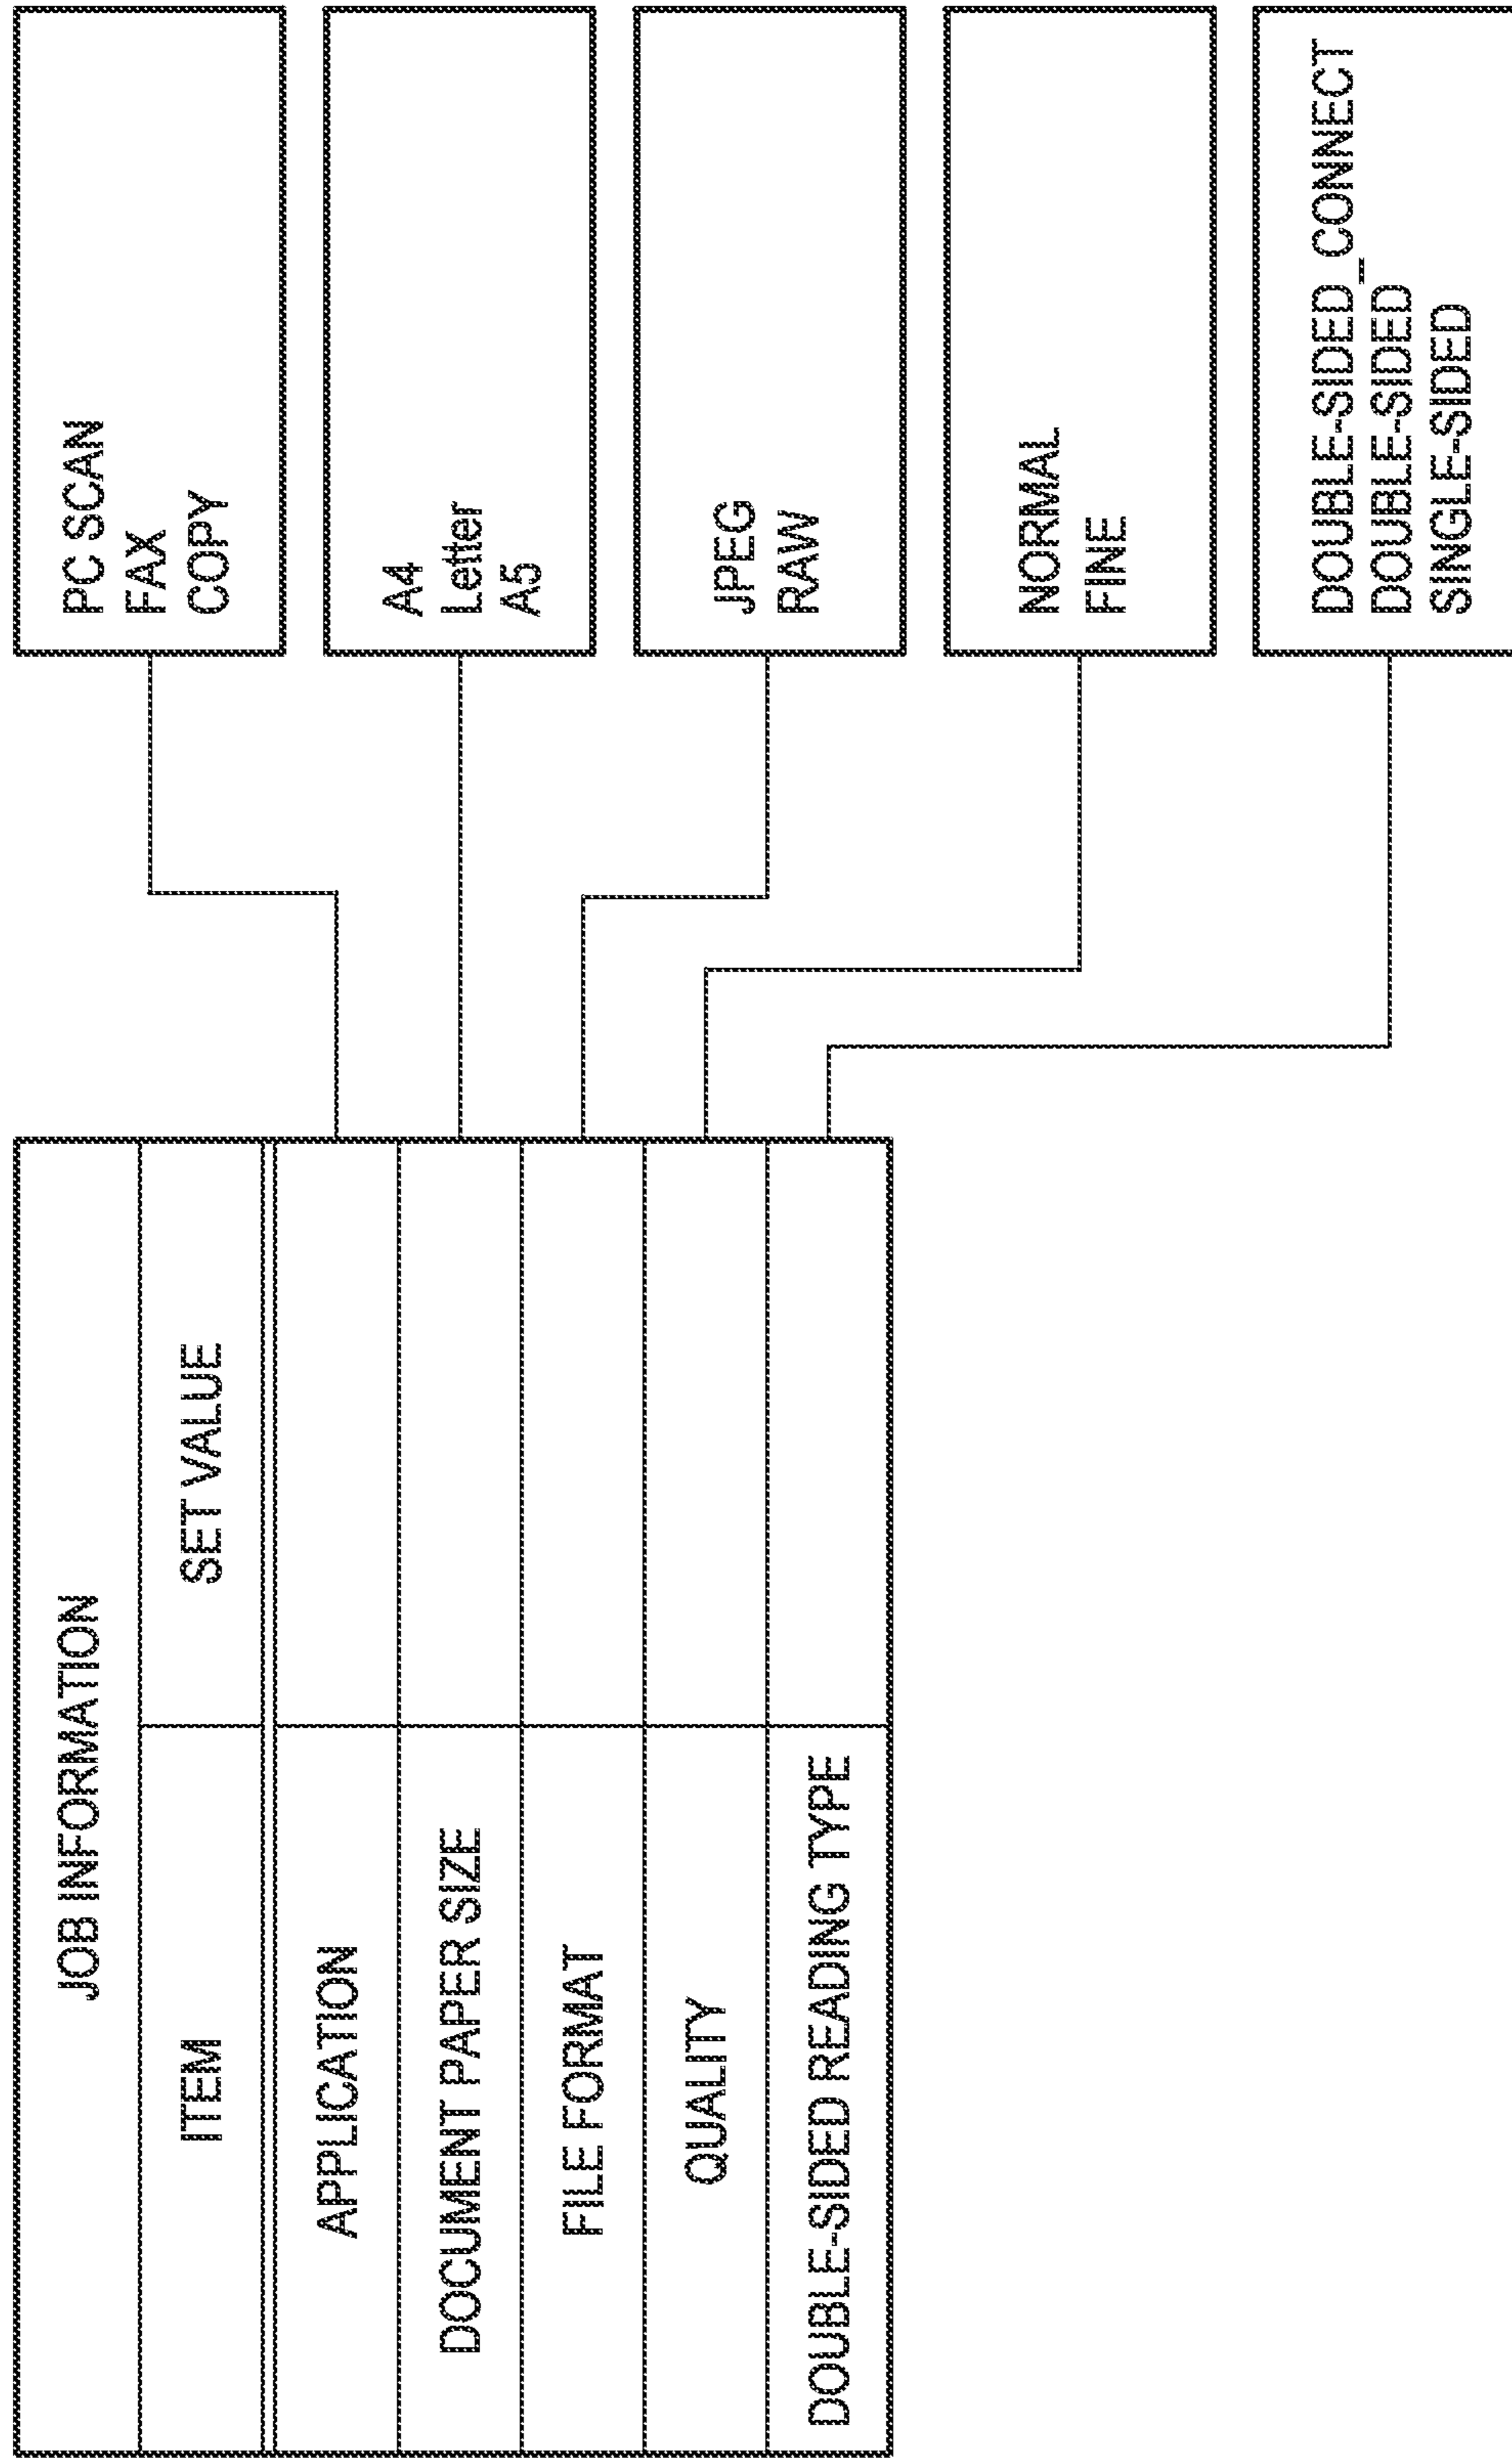 JOB INFORMATION
ITEM
SET VALUE
APPLICATION
DOCUMENT PAPER SIZE
FILE FORMAT
QUALITY
DOUBLE-SIDED READING TYPE
PC SCAN
FAX
COPY
A4
Letter
A5
JPEG
RAW
NORMAL
FINE
DOUBLE-SIDED_CONNECT
DOUBLE-SIDED
SINGLE-SIDED